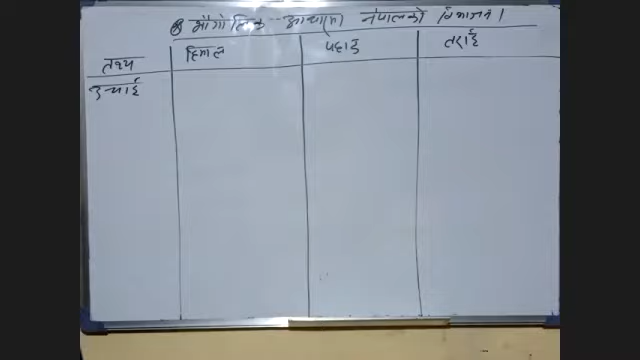 भौगोलिक आधारमा नेपालको विभाजन ।
तथ्य हिमाल पहाड तराई
उचाई